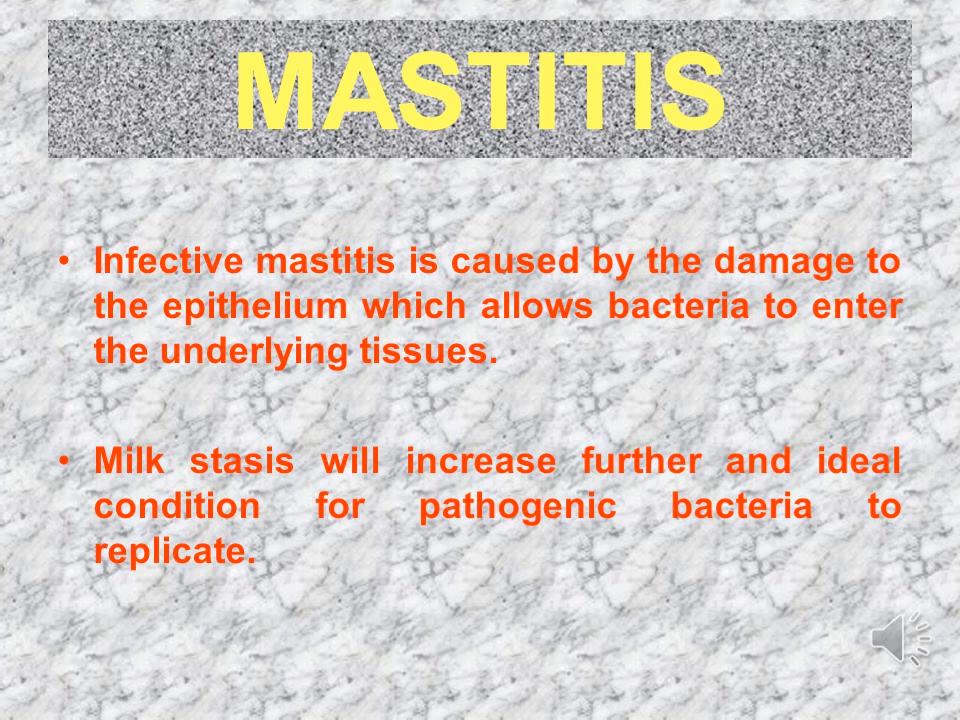 MASTITIS
• Infective mastitis is caused by the damage to
the epithelium which allows bacteria to enter
the underlying tissues.
• Milk stasis will increase further and ideal
condition for pathogenic bacteria to
replicate.